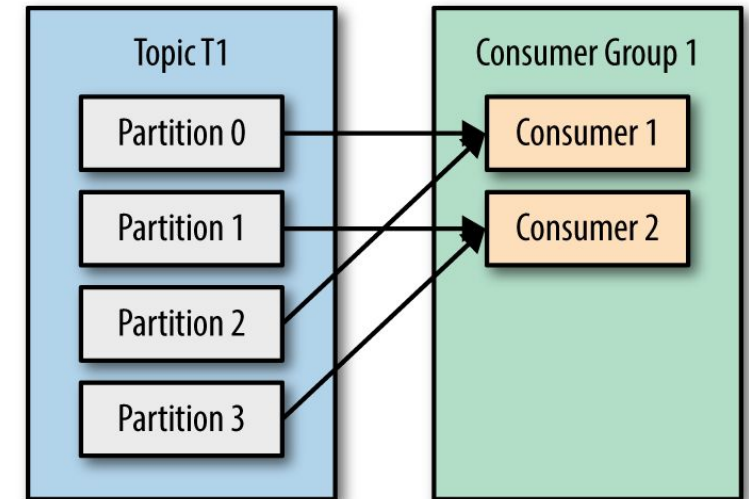 Topic T1
Partition 0
Partition 1
Partition 2
Partition 3
Consumer Group 1
Consumer 1
Consumer 2